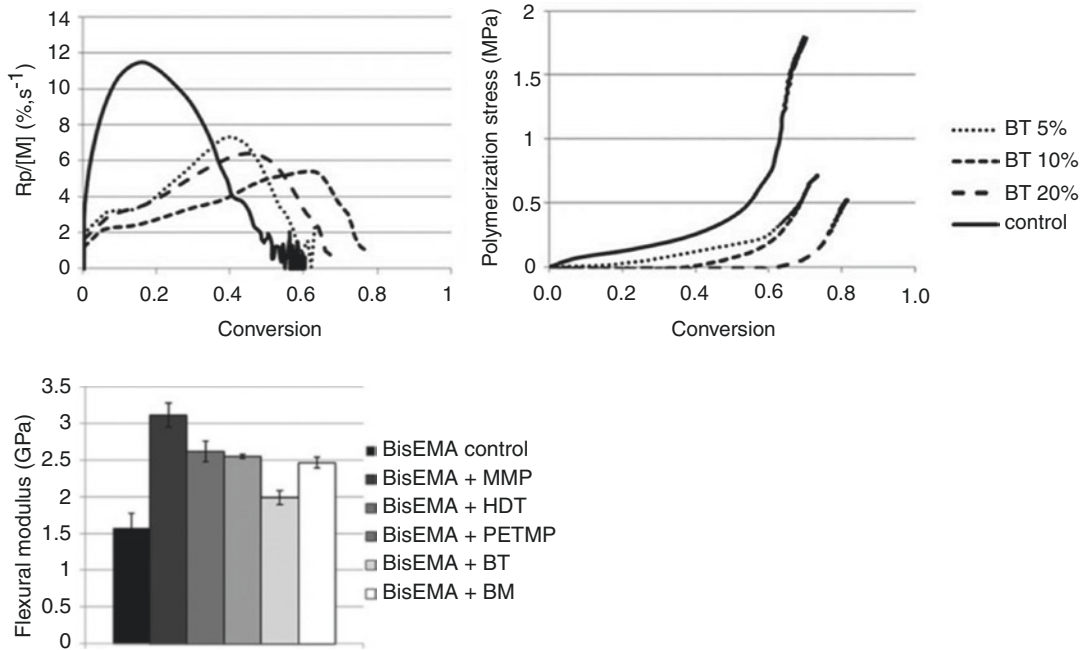 Rp/[M] (%,s⁻¹)
14
12
10
8
6
4
2
0
0
0.2
0.4
0.6
0.8
1
Conversion
Polymerization stress (MPa)
2
1.5
1
0.5
0
0.0
0.2
0.4
0.6
0.8
1.0
Conversion
BT 5%
BT 10%
BT 20%
control
Flexural modulus (GPa)
3.5
3
2.5
2
1.5
1
0.5
0
BisEMA control
BisEMA + MMP
BisEMA + HDT
BisEMA + PETMP
BisEMA + BT
BisEMA + BM